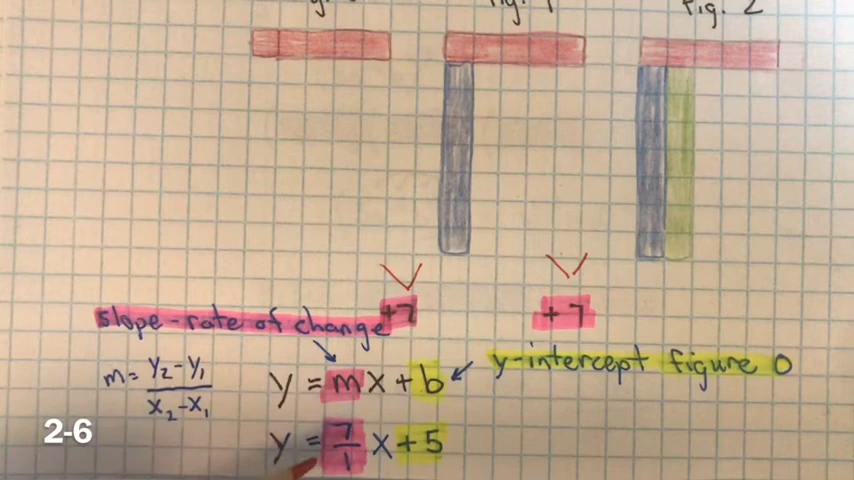 Fig. 2
+7
+7
slope-rate of change
y-intercept figure 0
m = y₂-y₁
x₂-x₁
y = mx+b
2-6
y = 7
1
x+5